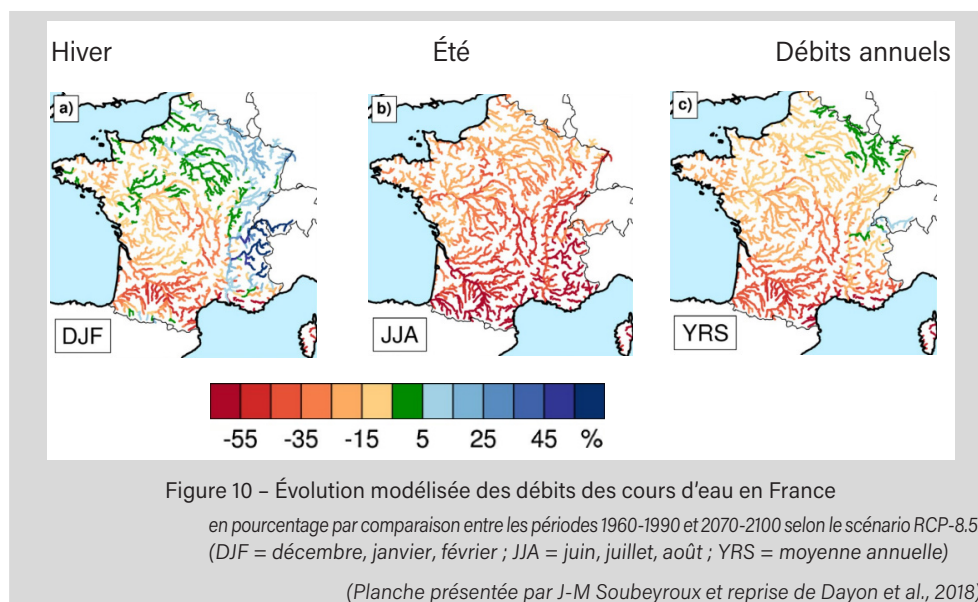 Hiver Été Débits annuels
a) b) c)
DJF JJA YRS
-55 -35 -15 5 25 45 %
Figure 10 – Évolution modélisée des débits des cours d'eau en France
en pourcentage par comparaison entre les périodes 1960-1990 et 2070-2100 selon le scénario RCP-8.5
(DJF = décembre, janvier, février ; JJA = juin, juillet, août ; YRS = moyenne annuelle)
(Planche présentée par J-M Soubeyroux et reprise de Dayon et al., 2018)